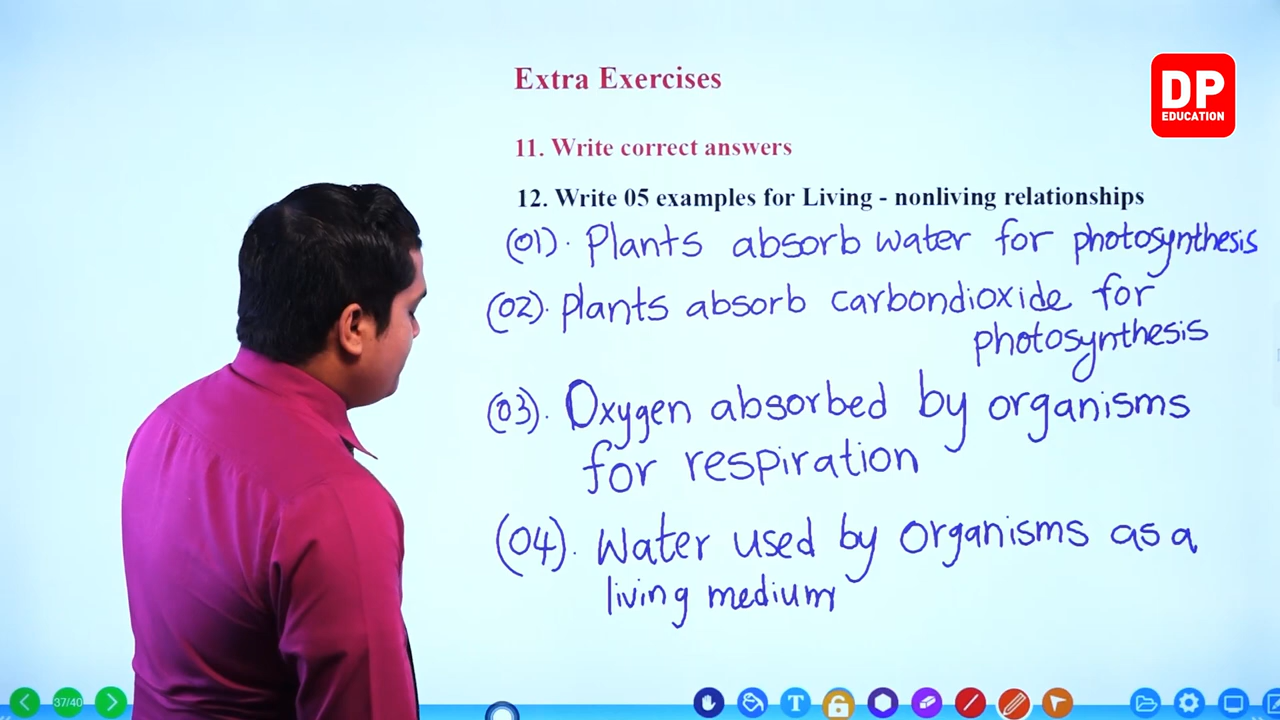 DP
EDUCATION
Extra Exercises
11. Write correct answers
12. Write 05 examples for Living - nonliving relationships
(01). Plants absorb water for photosynthesis
(02). Plants absorb carbondioxide for
photosynthesis
(03). Oxygen absorbed by organisms
for respiration
(04). Water used by organisms as a
living medium
37/40
T